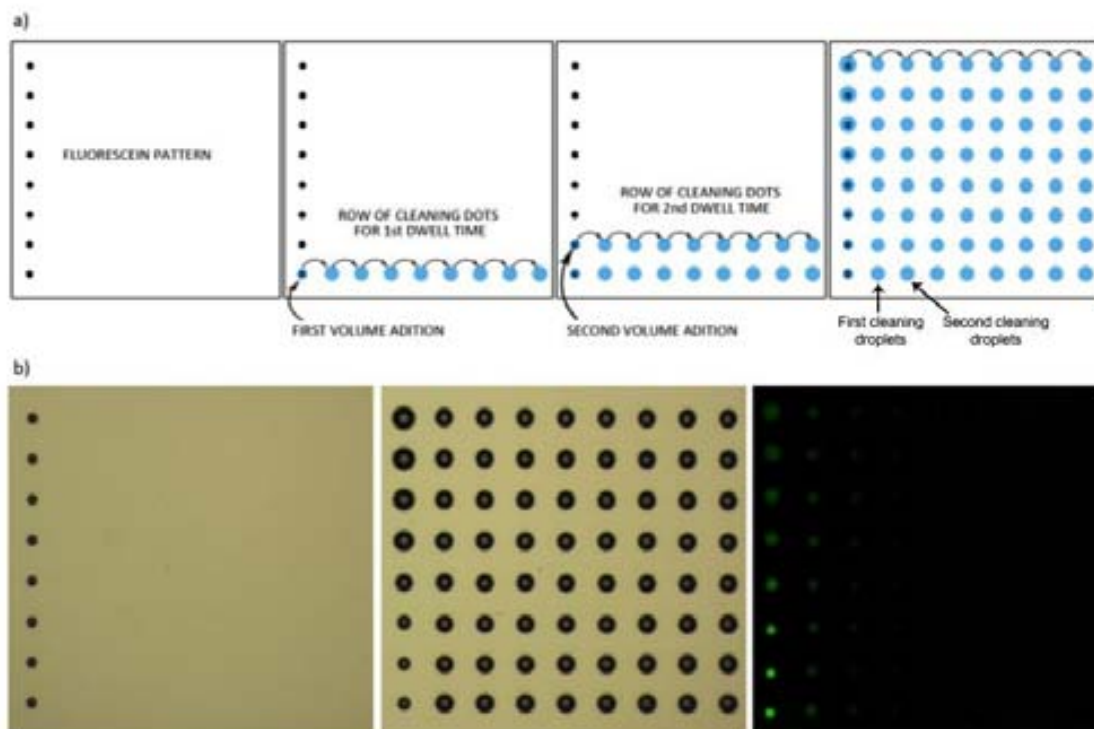 a)
FLUORESCEIN PATTERN
ROW OF CLEANING DOTS
FOR 1st DWELL TIME
FIRST VOLUME ADITION
ROW OF CLEANING DOTS
FOR 2nd DWELL TIME
SECOND VOLUME ADITION
First cleaning
droplets
Second cleaning
droplets
b)